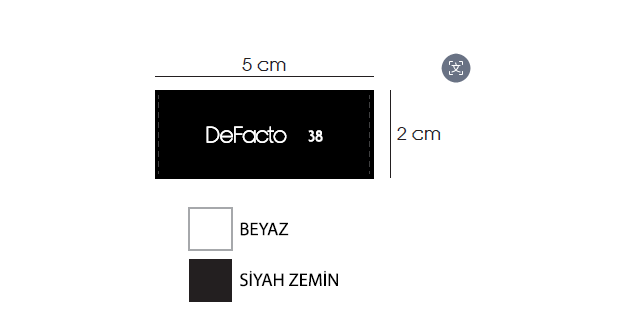 5 cm
DeFacto 38
2 cm
BEYAZ
SİYAH ZEMİN